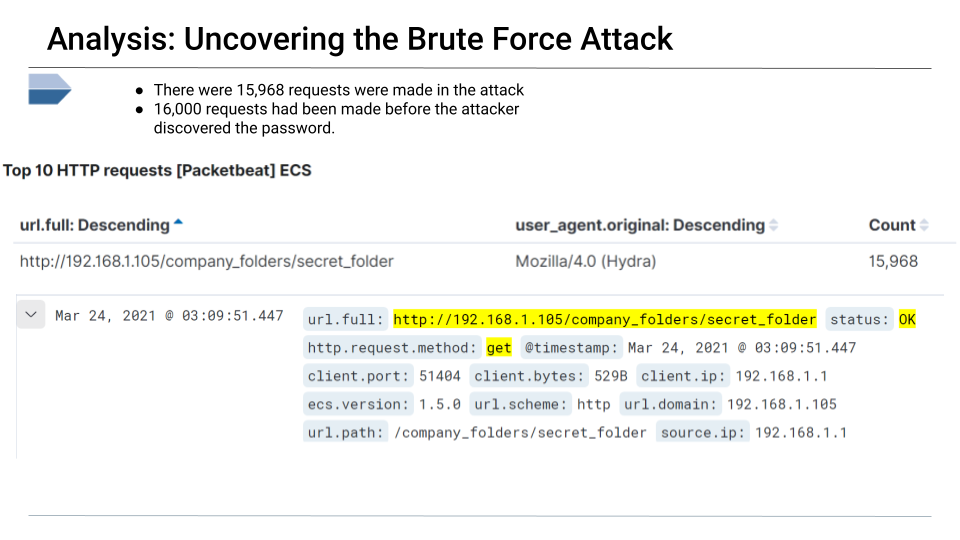 Analysis: Uncovering the Brute Force Attack
● There were 15,968 requests were made in the attack
● 16,000 requests had been made before the attacker
discovered the password.
Top 10 HTTP requests [Packetbeat] ECS
url.full: Descending user_agent.original: Descending Count
http://192.168.1.105/company_folders/secret_folder Mozilla/4.0 (Hydra) 15,968
Mar 24, 2021 @ 03:09:51.447 url.full: http://192.168.1.105/company_folders/secret_folder status: OK
http.request.method: get @timestamp: Mar 24, 2021 @ 03:09:51.447
client.port: 51404 client.bytes: 529B client.ip: 192.168.1.1
ecs.version: 1.5.0 url.scheme: http url.domain: 192.168.1.105
url.path: /company_folders/secret_folder source.ip: 192.168.1.1